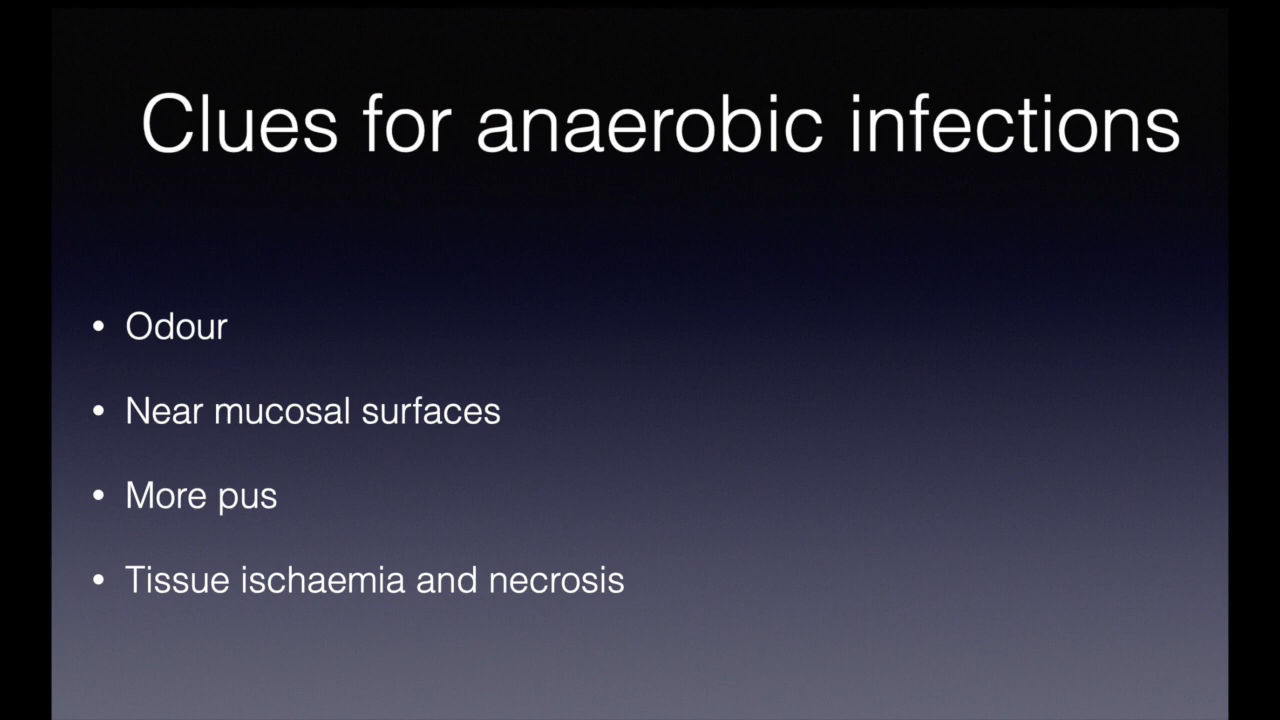 Clues for anaerobic infections
• Odour
• Near mucosal surfaces
• More pus
• Tissue ischaemia and necrosis